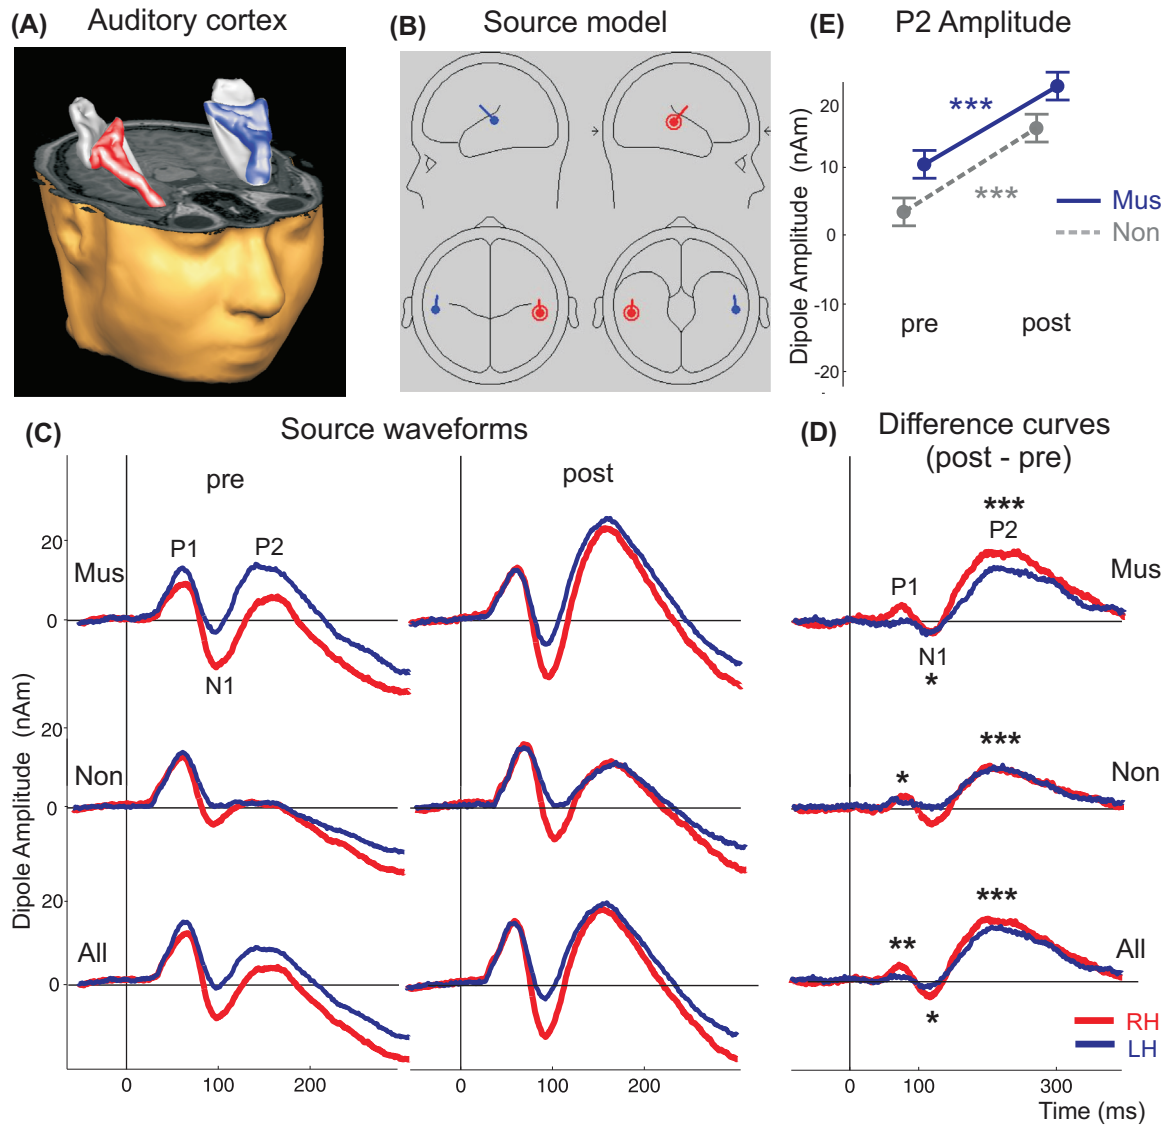 (A) Auditory cortex
(B) Source model
(E) P2 Amplitude
Dipole Amplitude (nAm)
20
10
0
-10
-20
***
***
Mus
Non
pre
post
(C) Source waveforms
pre
post
Dipole Amplitude (nAm)
20
0
Mus
P1
P2
N1
20
0
Non
20
0
All
0
100
200
0
100
200
(D) Difference curves
(post - pre)
***
P2
P1
N1
*
Mus
***
*
Non
***
**
*
All
RH
LH
0
100
300
Time (ms)